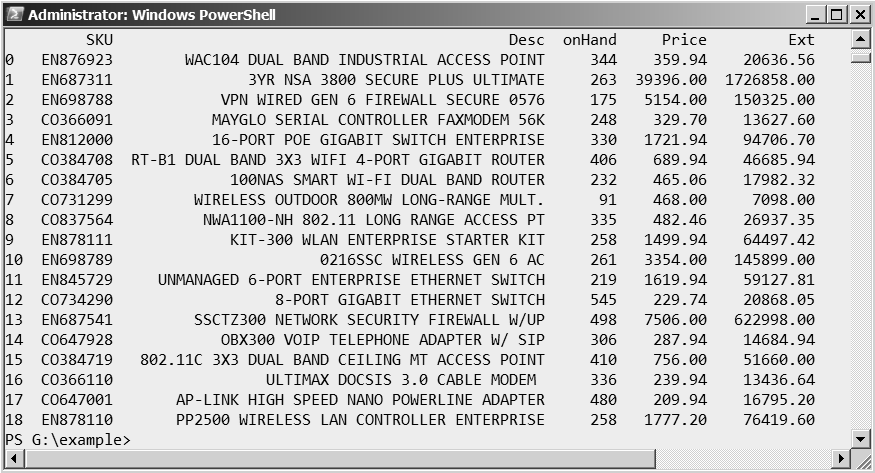 Administrator: Windows PowerShell
SKU Desc onHand Price Ext
0 EN876923 WAC104 DUAL BAND INDUSTRIAL ACCESS POINT 344 359.94 20636.56
1 EN687311 3YR NSA 3800 SECURE PLUS ULTIMATE 263 39396.00 1726858.00
2 EN698788 VPN WIRED GEN 6 FIREWALL SECURE 0576 175 5154.00 150325.00
3 CO366091 MAYGLO SERIAL CONTROLLER FAXMODEM 56K 248 329.70 13627.60
4 EN812000 16-PORT POE GIGABIT SWITCH ENTERPRISE 330 1721.94 94706.70
5 CO384708 RT-B1 DUAL BAND 3X3 WIFI 4-PORT GIGABIT ROUTER 406 689.94 46685.94
6 CO384705 100NAS SMART WI-FI DUAL BAND ROUTER 232 465.06 17982.32
7 CO731299 WIRELESS OUTDOOR 800MW LONG-RANGE MULT. 91 468.00 7098.00
8 CO837564 NWA1100-NH 802.11 LONG RANGE ACCESS PT 335 482.46 26937.35
9 EN878111 KIT-300 WLAN ENTERPRISE STARTER KIT 258 1499.94 64497.42
10 EN698789 0216SSC WIRELESS GEN 6 AC 261 3354.00 145899.00
11 EN845729 UNMANAGED 6-PORT ENTERPRISE ETHERNET SWITCH 219 1619.94 59127.81
12 CO734290 8-PORT GIGABIT ETHERNET SWITCH 545 229.74 20868.05
13 EN687541 SSCTZ300 NETWORK SECURITY FIREWALL W/UP 498 7506.00 622998.00
14 CO647928 OBX300 VOIP TELEPHONE ADAPTER W/ SIP 306 287.94 14684.94
15 CO384719 802.11C 3X3 DUAL BAND CEILING MT ACCESS POINT 410 756.00 51660.00
16 CO366110 ULTIMAX DOCSIS 3.0 CABLE MODEM 336 239.94 13436.64
17 CO647001 AP-LINK HIGH SPEED NANO POWERLINE ADAPTER 480 209.94 16795.20
18 EN878110 PP2500 WIRELESS LAN CONTROLLER ENTERPRISE 258 1777.20 76419.60
PS G:\example>